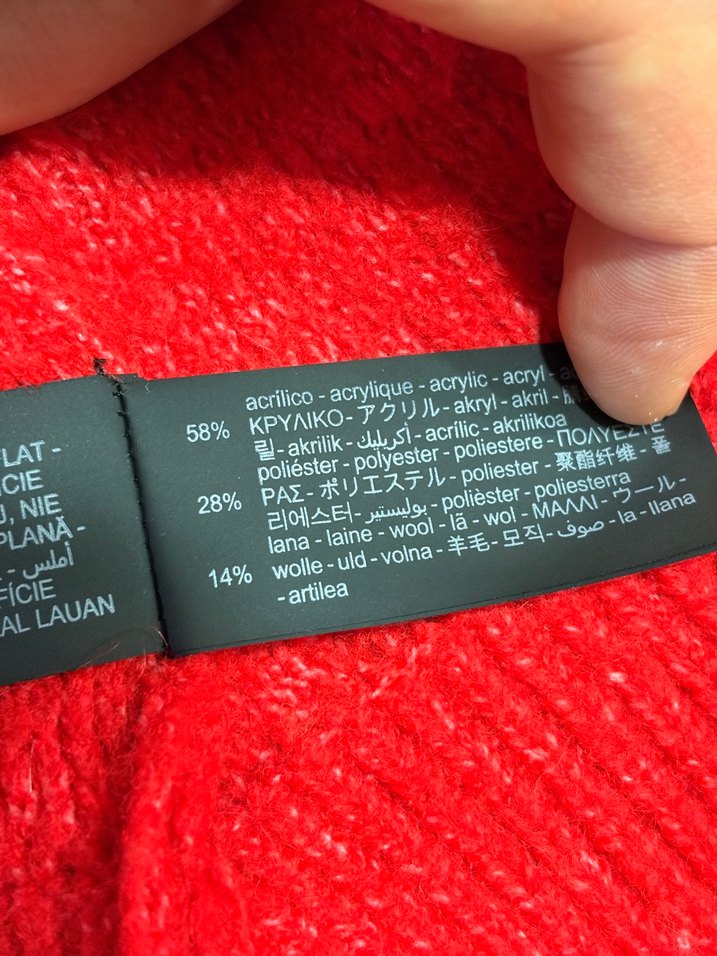 LAT -
CIE
, NIE
PLANĂ -
أملس -
FÍCIE
AL LAUAN
acrílico - acrylique - acrylic - acryl -
58% ΚΡΥΛΙΚΟ - アクリル - akryl - akril -
릴 - akrilik - أكريليك - acrílic - akrilikoa
poliéster - polyester - poliestere - ΠΟΛΥΕΣΤΕ
28% ΡΑΣ - ポリエステル - poliester - 聚酯纤维 - 폴
리에스터 - بوليستير - polièster - poliesterra
lana - laine - wool - lã - wol - ΜΑΛΛΙ - ウール -
14% wolle - uld - volna - 羊毛 - 모직 - صوف - la - llana
- artilea